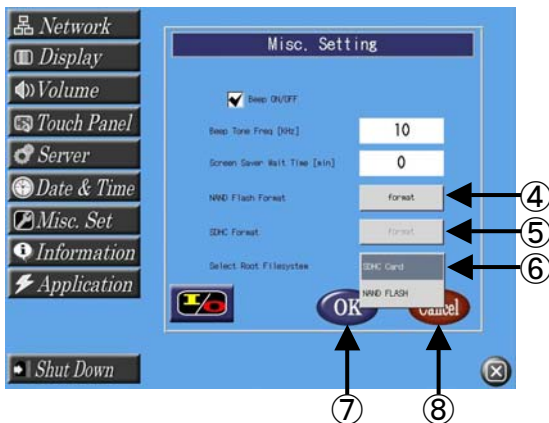 Network
Display
Volume
Touch Panel
Server
Date & Time
Misc. Set
Information
Application
Shut Down
Misc. Setting
Beep ON/OFF
Beep Tone Freq [KHz]
10
Screen Saver Wait Time [min]
0
NAND Flash Format
format
④
SDHC Format
format
⑤
Select Root Filesystem
SDHC Card
⑥
NAND FLASH
I/O
OK
Cancel
⑦
⑧